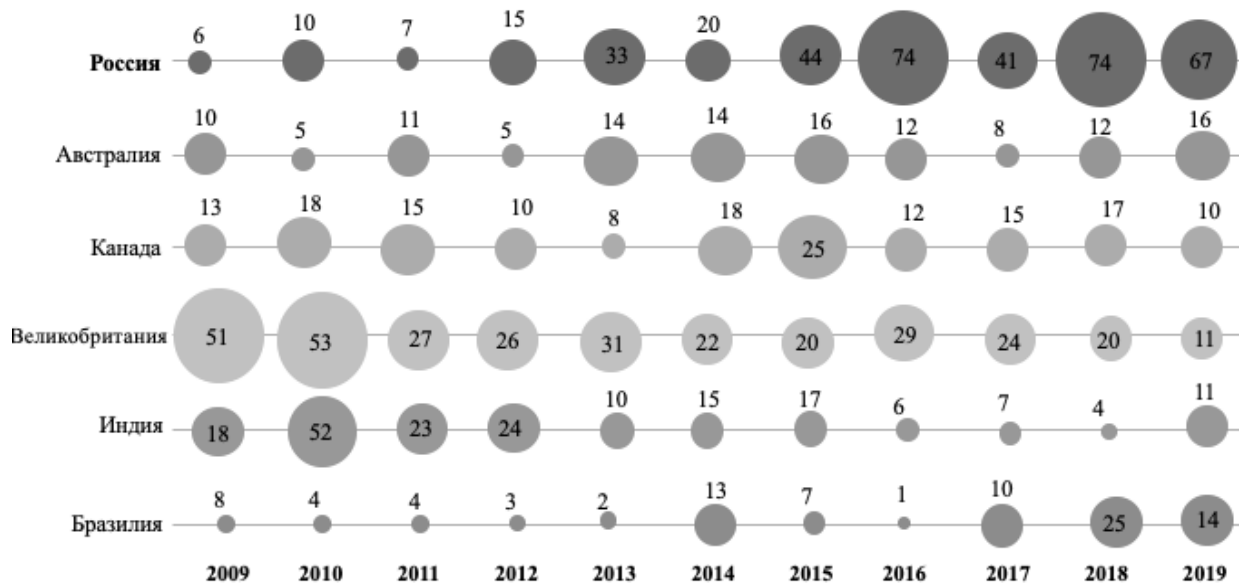 Россия 6 10 7 15 33 20 44 74 41 74 67
Австралия 10 5 11 5 14 14 16 12 8 12 16
Канада 13 18 15 10 8 18 25 12 15 17 10
Великобритания 51 53 27 26 31 22 20 29 24 20 11
Индия 18 52 23 24 10 15 17 6 7 4 11
Бразилия 8 4 4 3 2 13 7 1 10 25 14
2009 2010 2011 2012 2013 2014 2015 2016 2017 2018 2019